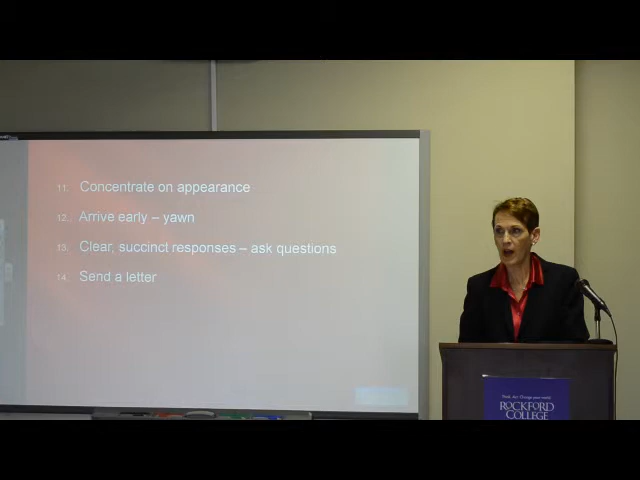 11. Concentrate on appearance
12. Arrive early – yawn
13. Clear, succinct responses – ask questions
14. Send a letter
ROCKFORD
COLLEGE